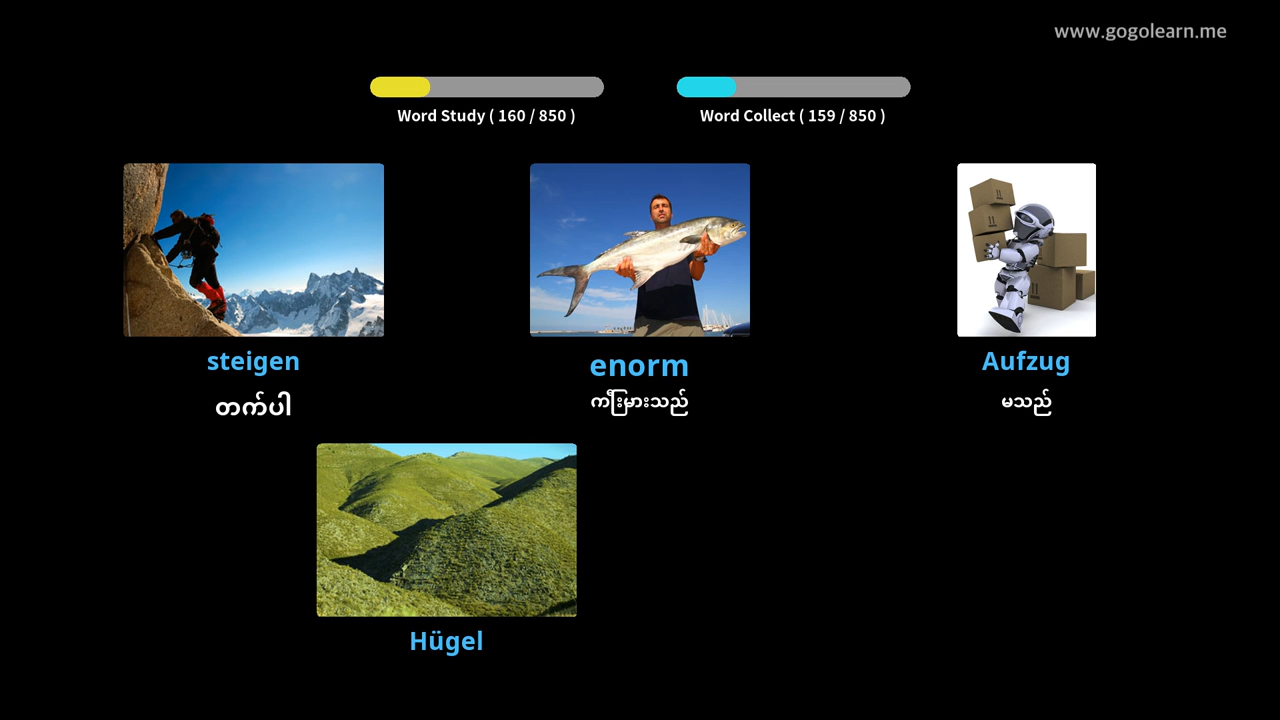 www.gogolearn.me
Word Study ( 160 / 850 )
Word Collect ( 159 / 850 )
steigen
enorm
Aufzug
တက်ပါ
ကြီးမားသည်
မသည်
Hügel